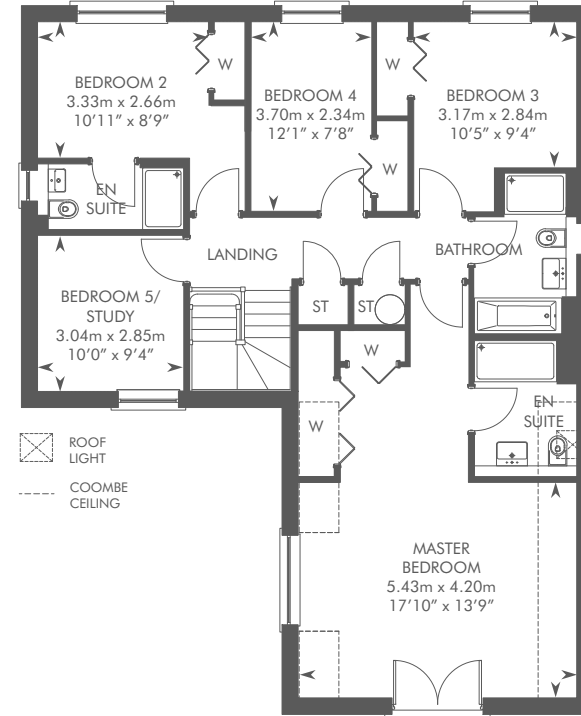 BEDROOM 2
3.33m x 2.66m
10'11" x 8'9"
W
BEDROOM 4
3.70m x 2.34m
12'1" x 7'8"
W
BEDROOM 3
3.17m x 2.84m
10'5" x 9'4"
W
EN
SUITE
LANDING
BATHROOM
BEDROOM 5/
STUDY
3.04m x 2.85m
10'0" x 9'4"
ST
ST
W
W
EN
SUITE
ROOF
LIGHT
COOMBE
CEILING
MASTER
BEDROOM
5.43m x 4.20m
17'10" x 13'9"